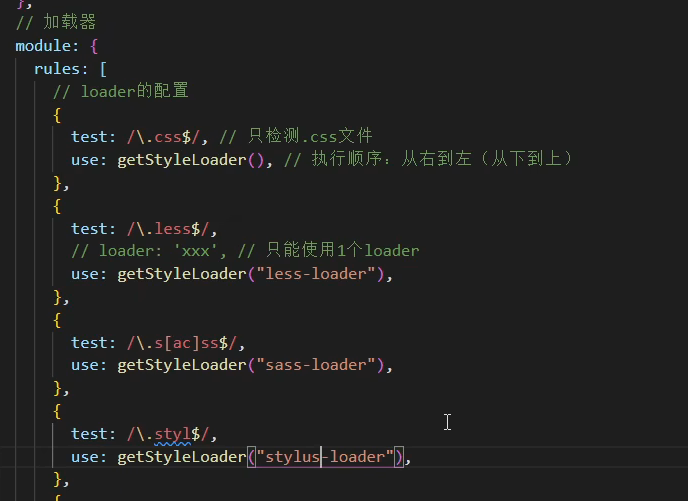 },
// 加载器
module: {
rules: [
// loader的配置
{
test: /\.css$/, // 只检测.css文件
use: getStyleLoader(), // 执行顺序：从右到左（从下到上）
},
{
test: /\.less$/,
// loader: 'xxx', // 只能使用1个loader
use: getStyleLoader("less-loader"),
},
{
test: /\.s[ac]ss$/,
use: getStyleLoader("sass-loader"),
},
{
test: /\.styl$/,
use: getStyleLoader("stylus-loader"),
},
{